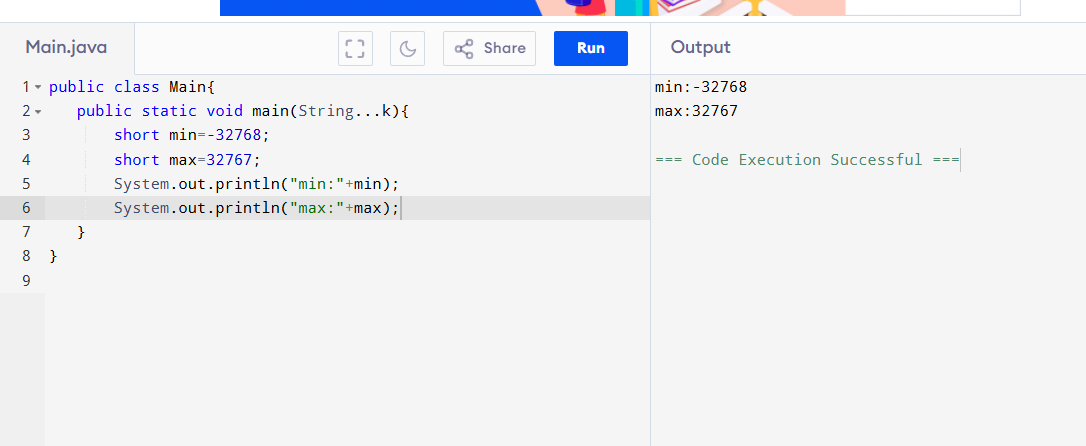 Main.java
Share
Run
Output
1 public class Main{
2 public static void main(String...k){
3 short min=-32768;
4 short max=32767;
5 System.out.println("min:"+min);
6 System.out.println("max:"+max);
7 }
8 }
9
min:-32768
max:32767
=== Code Execution Successful ===